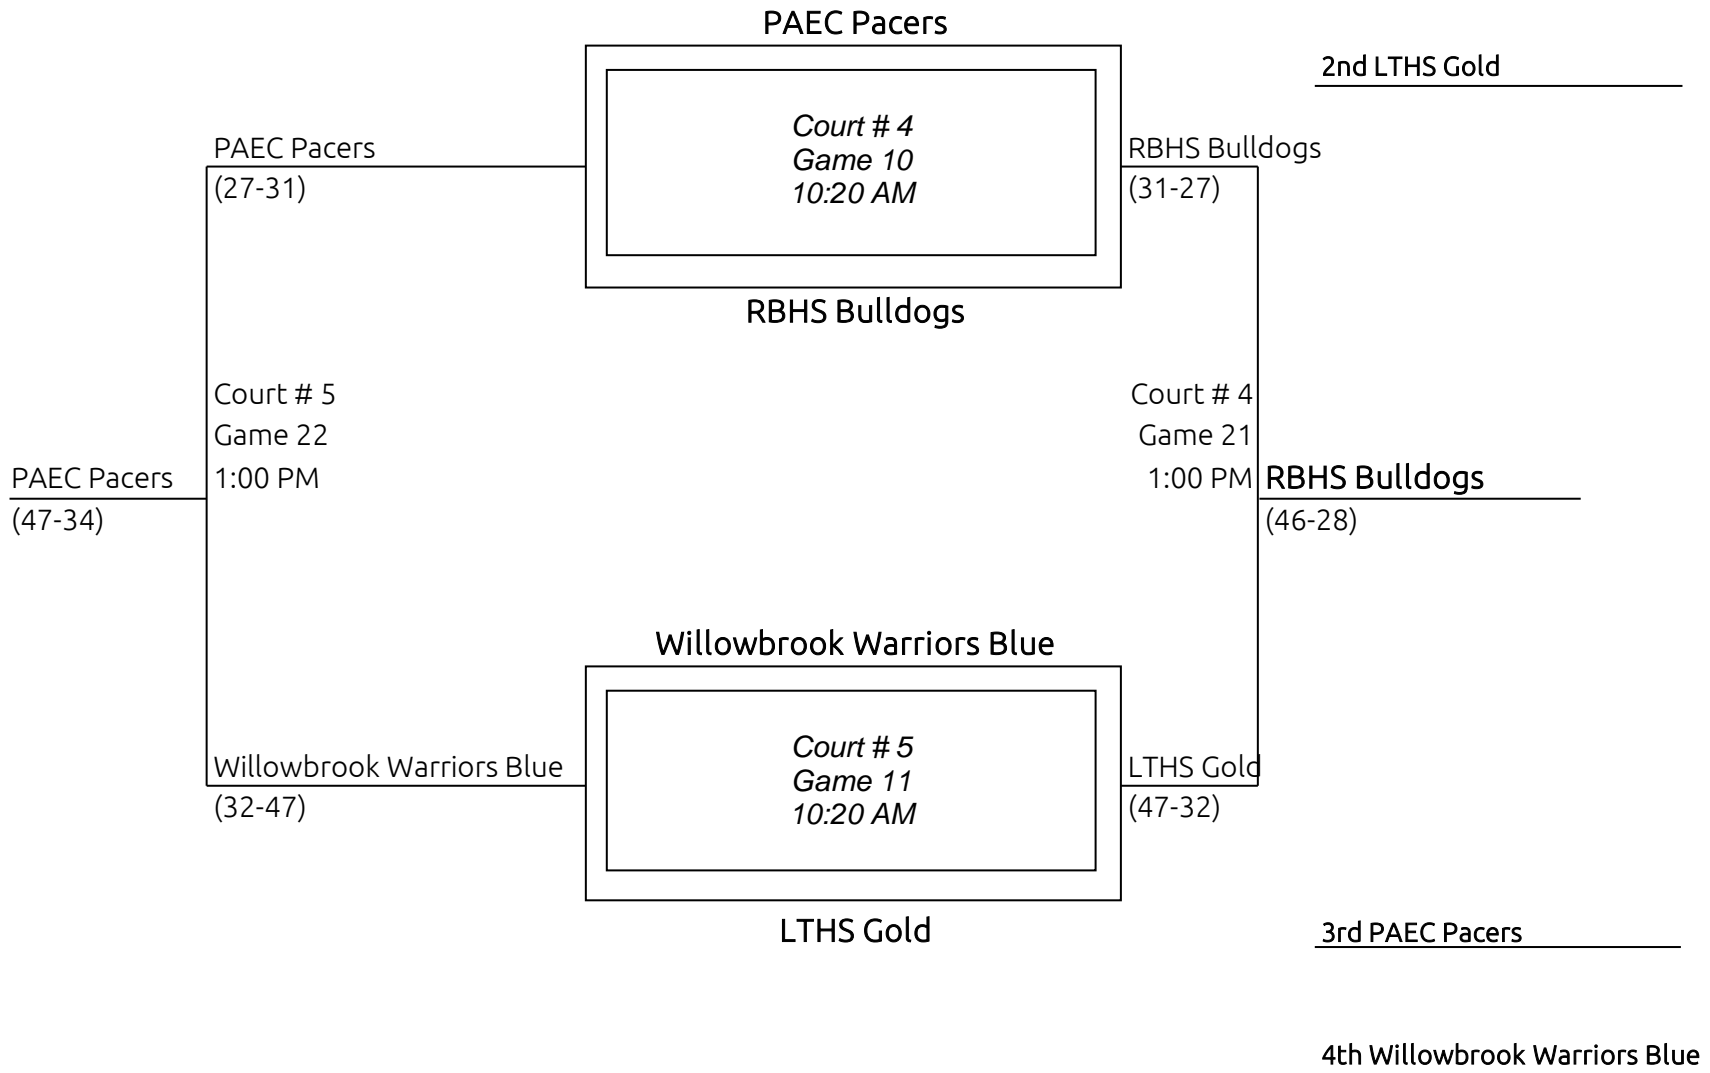 PAEC Pacers
2nd LTHS Gold
Court # 4
Game 10
10:20 AM
PAEC Pacers
(27-31)
RBHS Bulldogs
(31-27)
RBHS Bulldogs
Court # 5
Game 22
1:00 PM
Court # 4
Game 21
1:00 PM
PAEC Pacers
(47-34)
RBHS Bulldogs
(46-28)
Willowbrook Warriors Blue
Court # 5
Game 11
10:20 AM
Willowbrook Warriors Blue
(32-47)
LTHS Gold
(47-32)
LTHS Gold
3rd PAEC Pacers
4th Willowbrook Warriors Blue